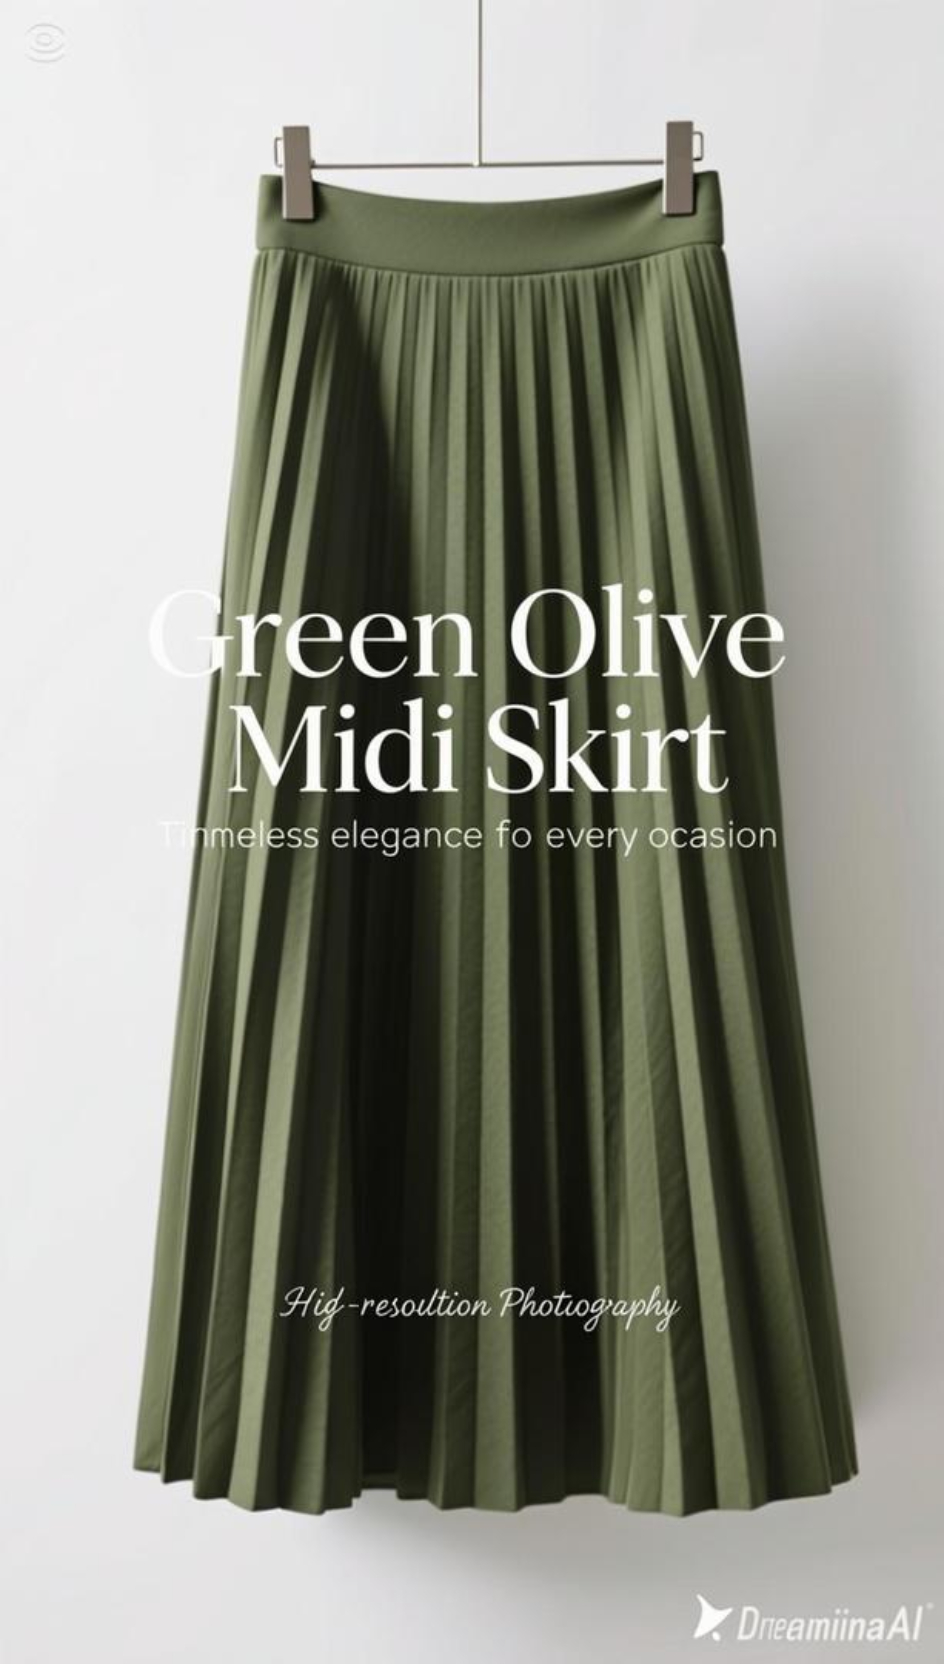 Green Olive
Midi Skirt
Tinmeless elegance fo every ocasion
Hig-resoultion Photography
DreamiinaAI